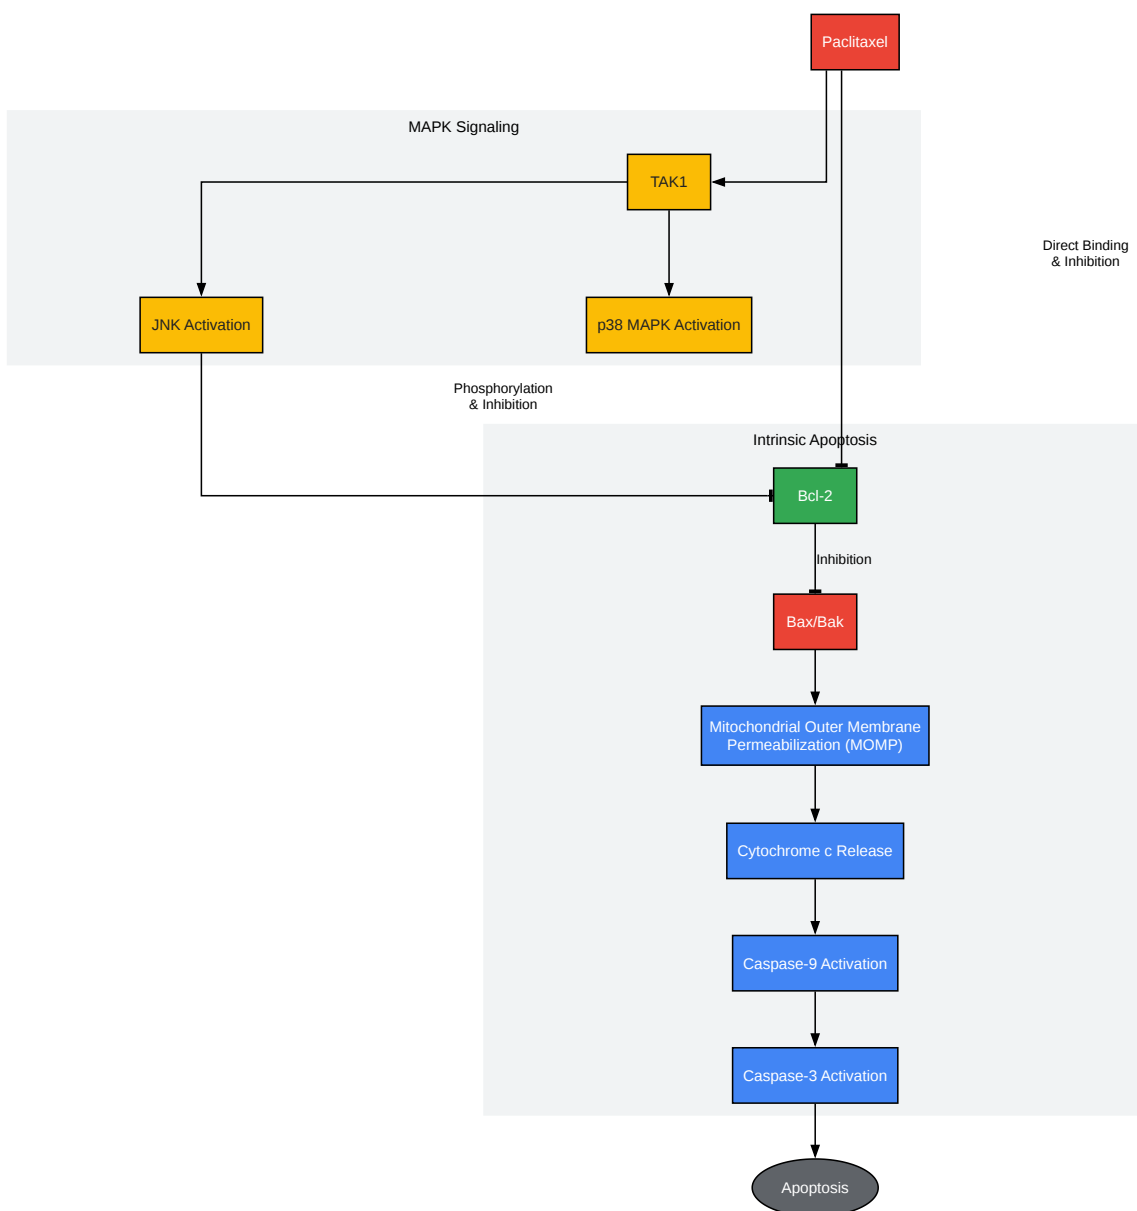 Paclitaxel
MAPK Signaling
TAK1
Direct Binding
& Inhibition
JNK Activation
p38 MAPK Activation
Phosphorylation
& Inhibition
Intrinsic Apoptosis
Bcl-2
Inhibition
Bax/Bak
Mitochondrial Outer Membrane
Permeabilization (MOMP)
Cytochrome c Release
Caspase-9 Activation
Caspase-3 Activation
Apoptosis